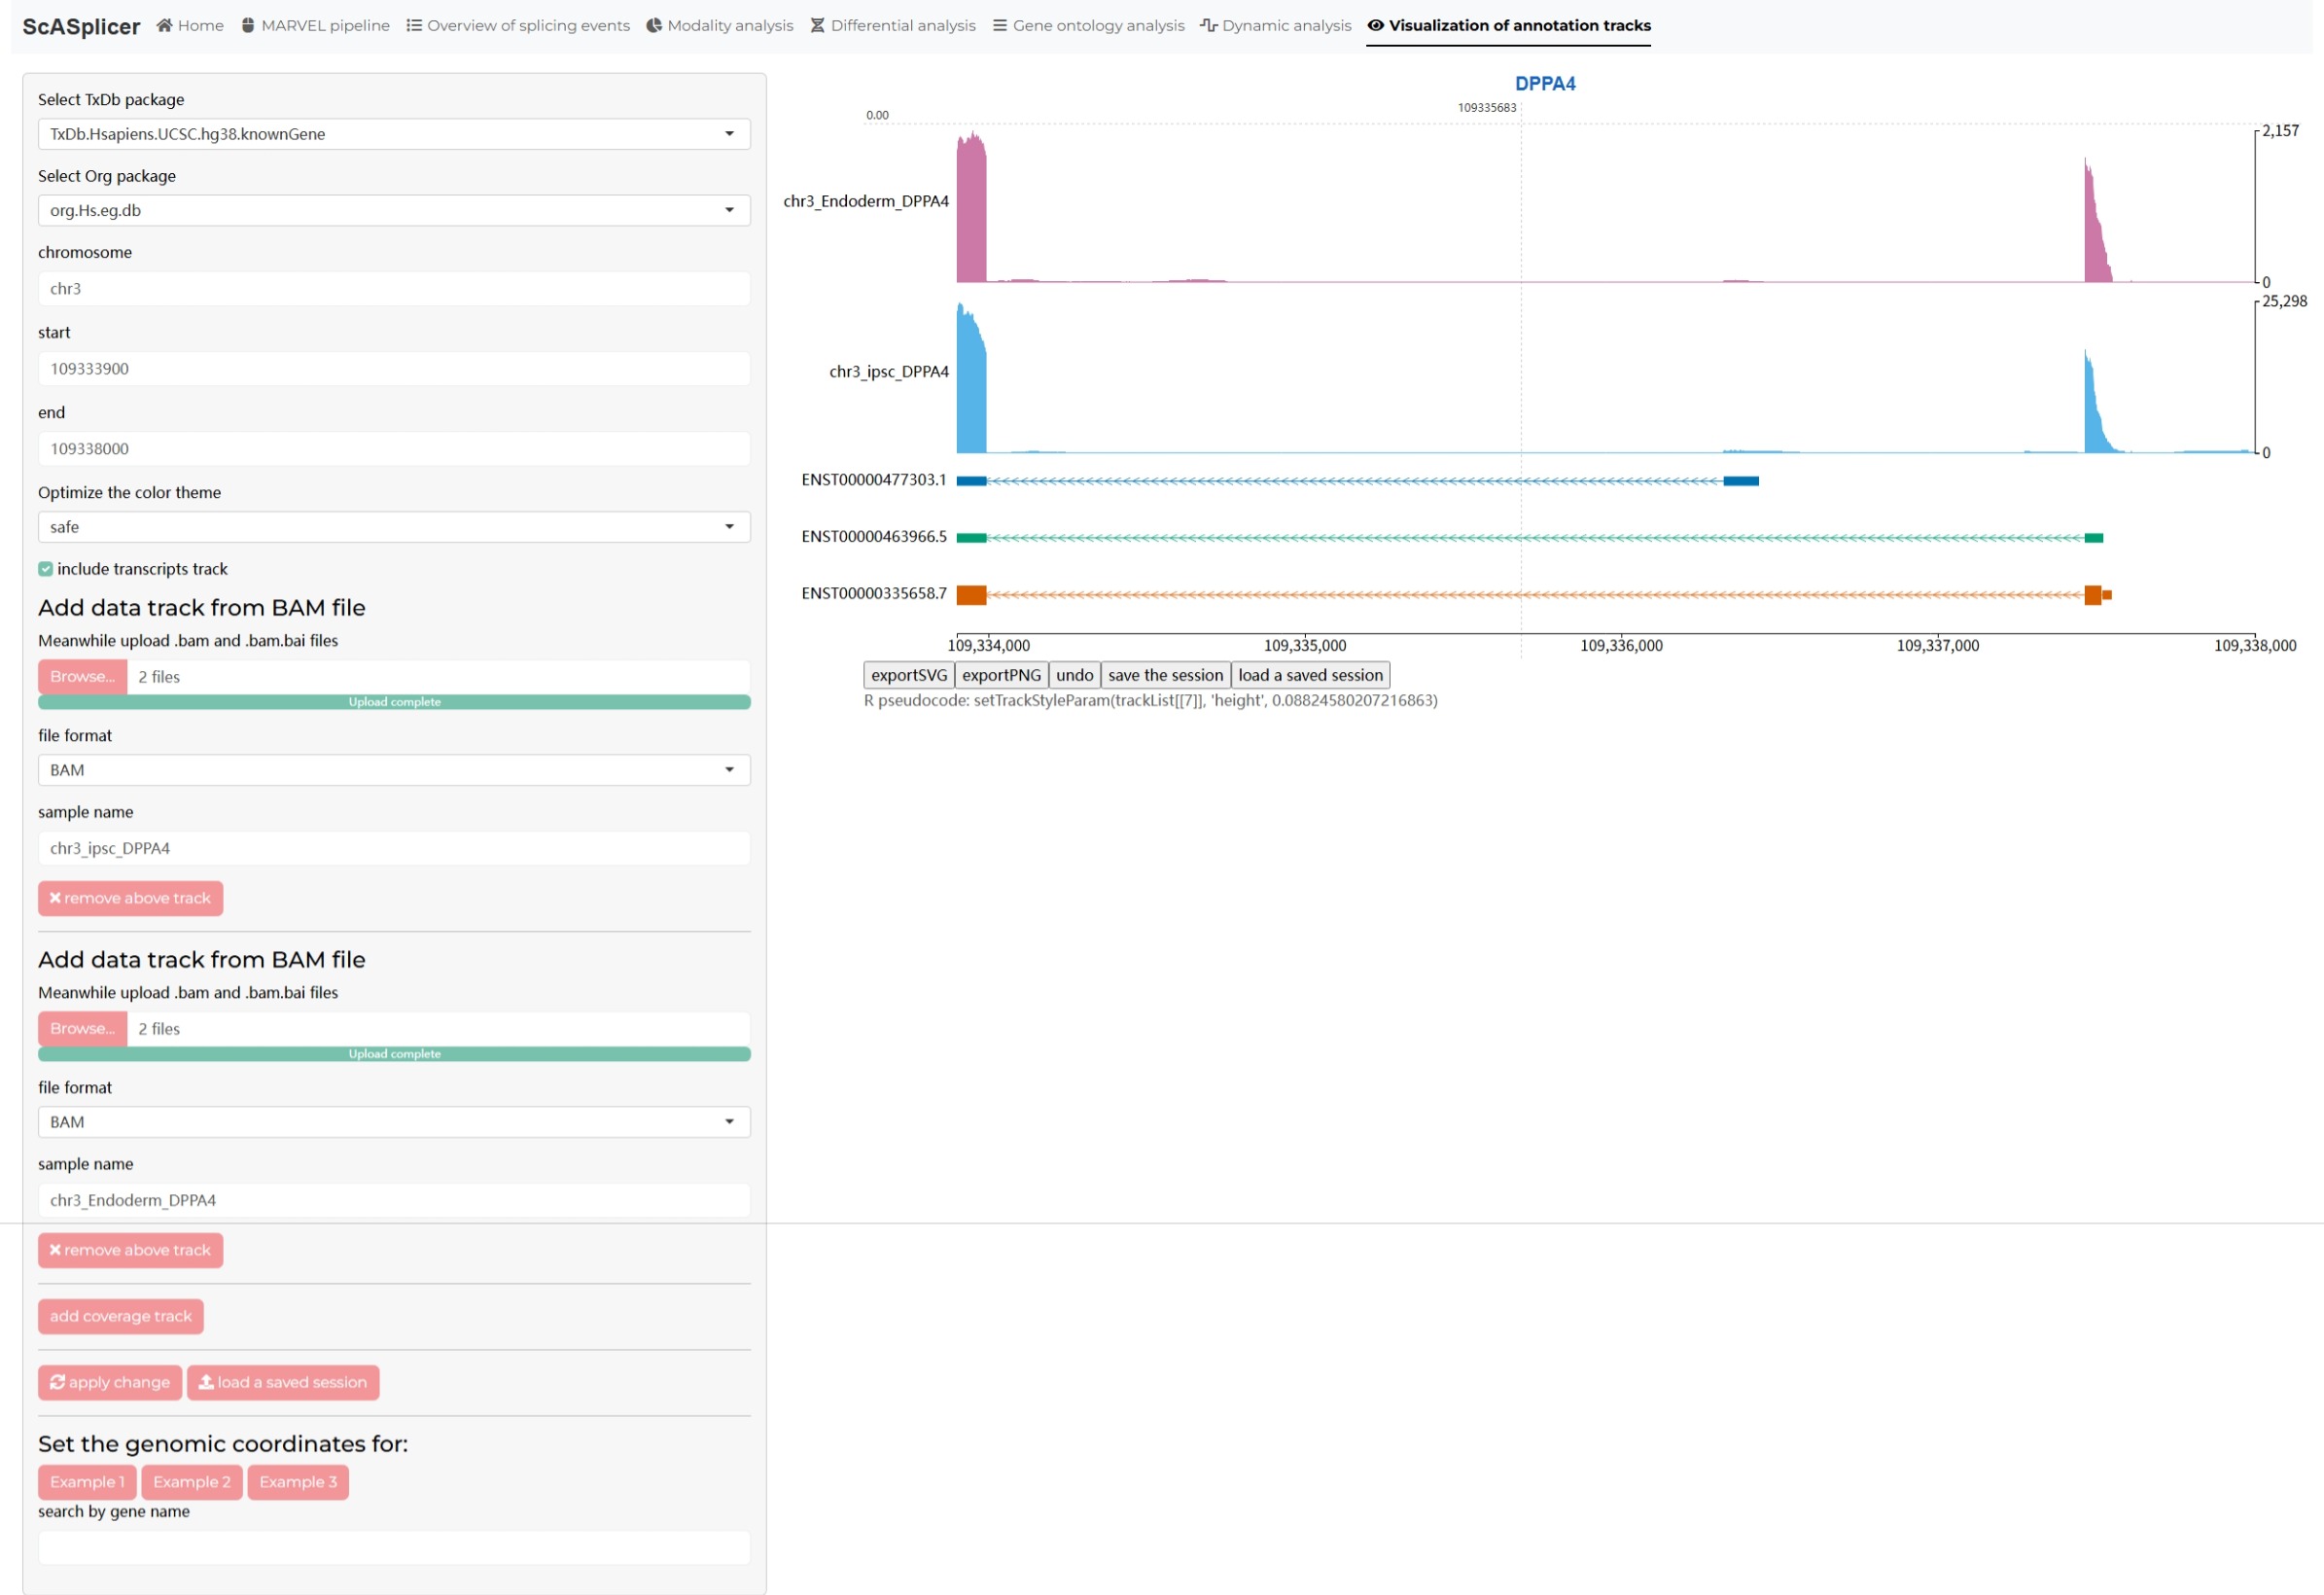 ScASplicer Home MARVEL pipeline Overview of splicing events Modality analysis Differential analysis Gene ontology analysis Dynamic analysis Visualization of annotation tracks
Select TxDb package
TxDb.Hsapiens.UCSC.hg38.knownGene
Select Org package
org.Hs.eg.db
chromosome
chr3
start
109333900
end
109338000
Optimize the color theme
safe
include transcripts track
Add data track from BAM file
Meanwhile upload .bam and .bam.bai files
Browse... 2 files
Upload complete
file format
BAM
sample name
chr3_ipsc_DPPA4
remove above track
Add data track from BAM file
Meanwhile upload .bam and .bam.bai files
Browse... 2 files
Upload complete
file format
BAM
sample name
chr3_Endoderm_DPPA4
remove above track
add coverage track
apply change load a saved session
Set the genomic coordinates for:
Example 1 Example 2 Example 3
search by gene name
DPPA4
109335683
0.00
2,157
chr3_Endoderm_DPPA4
0
25,298
chr3_ipsc_DPPA4
0
ENST00000477303.1
ENST00000463966.5
ENST00000335658.7
109,334,000 109,335,000 109,336,000 109,337,000 109,338,000
exportSVG exportPNG undo save the session load a saved session
R pseudocode: setTrackStyleParam(trackList[[7]], 'height', 0.08824580207216863)